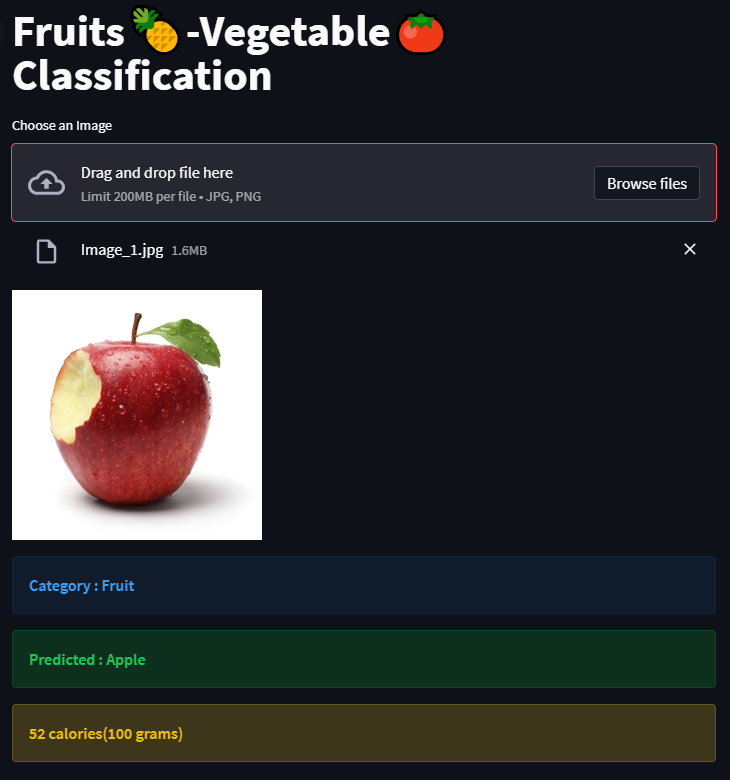 Fruits🍍-Vegetable🍅
Classification
Choose an Image
Drag and drop file here
Limit 200MB per file • JPG, PNG
Browse files
Image_1.jpg 1.6MB
Category : Fruit
Predicted : Apple
52 calories(100 grams)